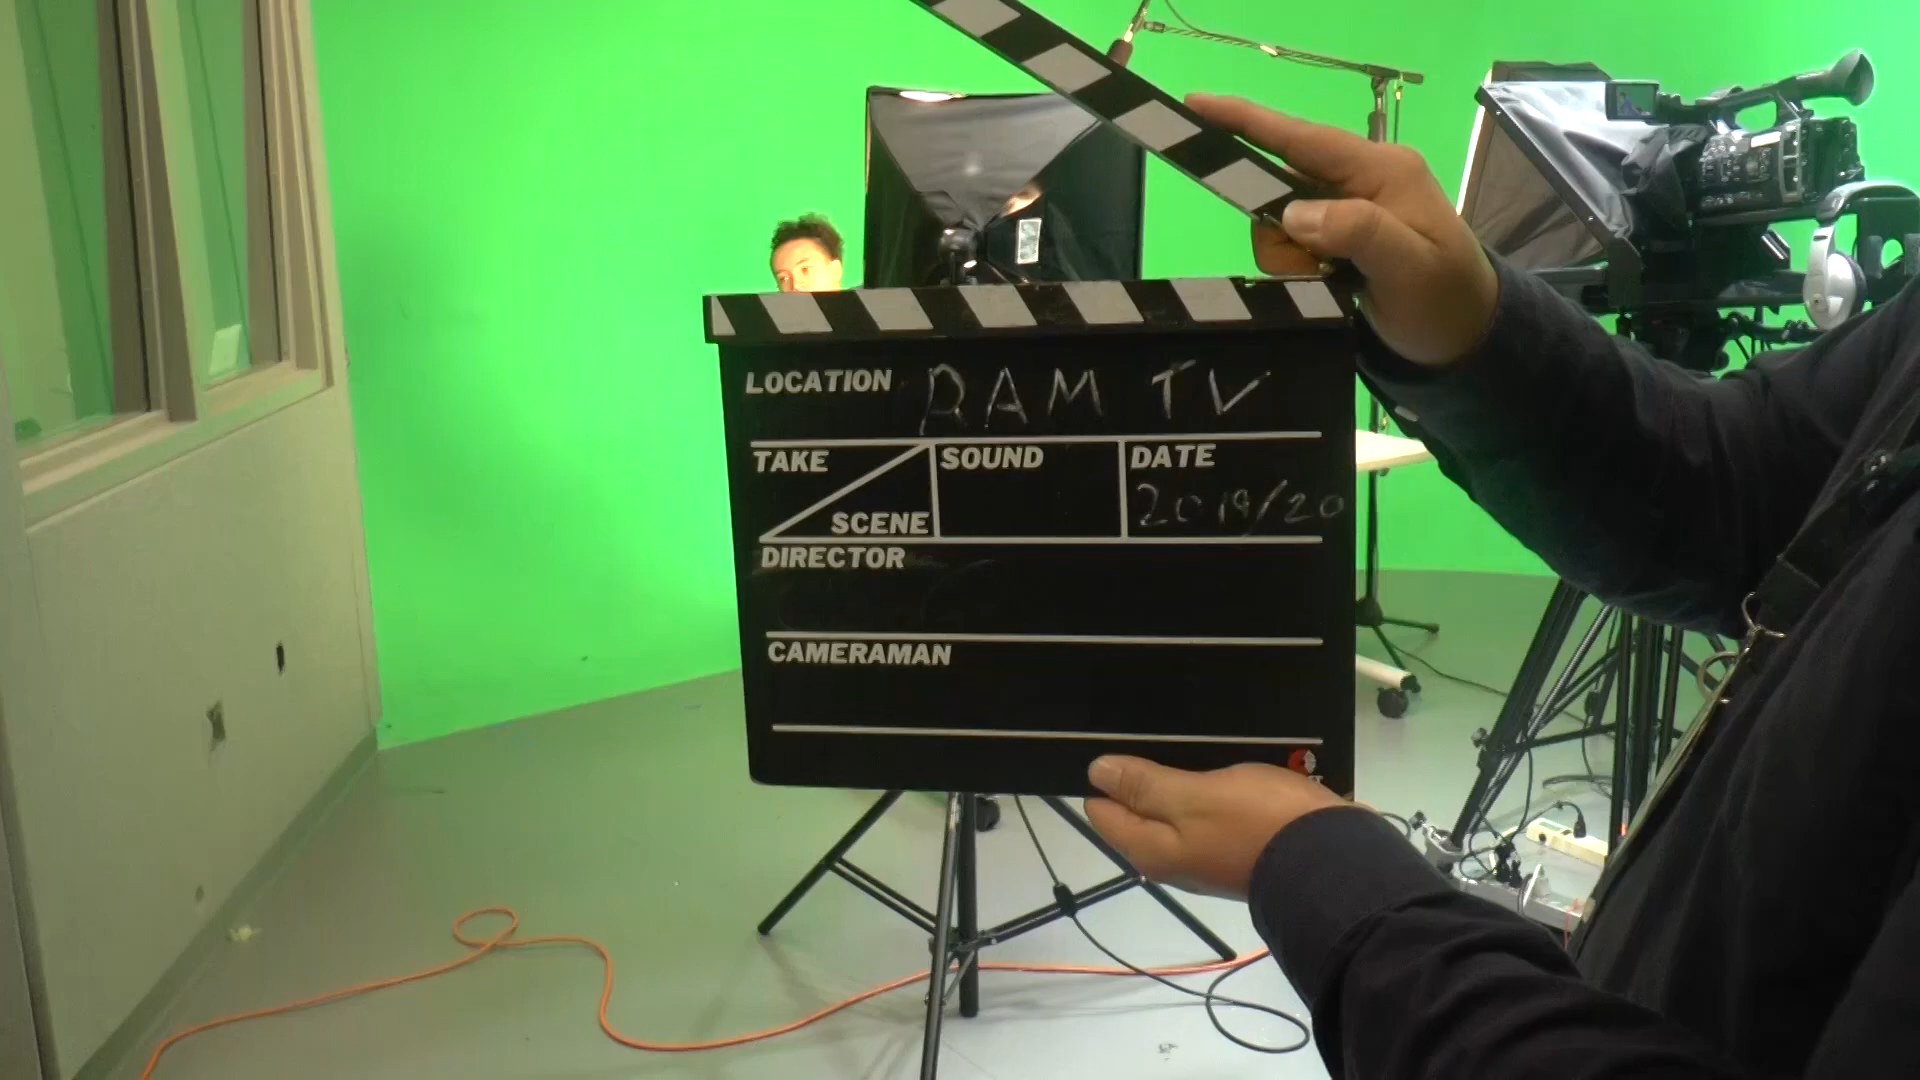 LOCATION RAM TV
TAKE SOUND DATE
2019/20
SCENE
DIRECTOR
CAMERAMAN